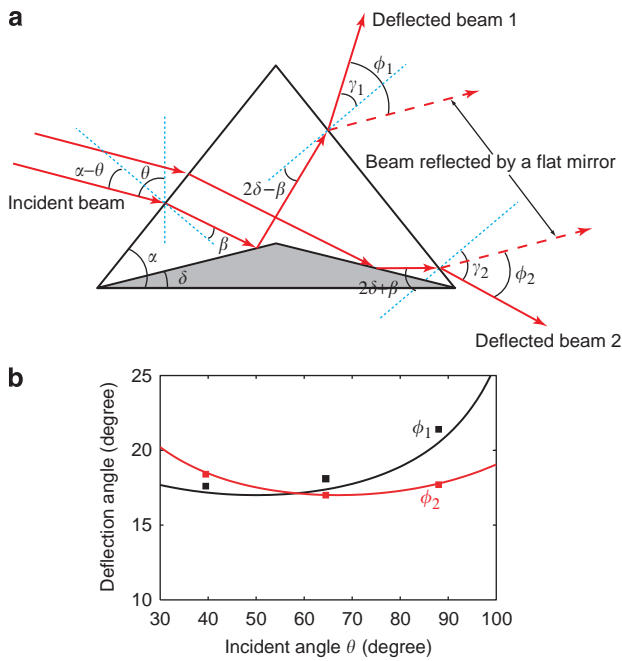 a
Deflected beam 1
ϕ1
γ1
α–θ
θ
2δ–β
Beam reflected by a flat mirror
Incident beam
β
α
δ
2δ+β
γ2
ϕ2
Deflected beam 2
b
25
20
15
10
Deflection angle (degree)
ϕ1
ϕ2
30 40 50 60 70 80 90 100
Incident angle θ (degree)